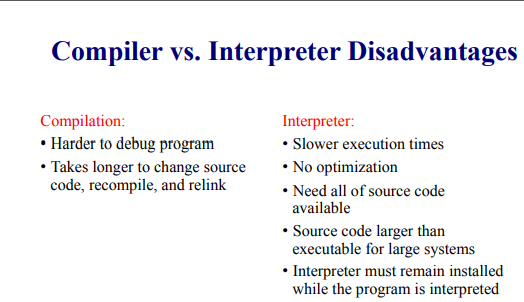 Compiler vs. Interpreter Disadvantages
Compilation:
• Harder to debug program
• Takes longer to change source
code, recompile, and relink
Interpreter:
• Slower execution times
• No optimization
• Need all of source code
available
• Source code larger than
executable for large systems
• Interpreter must remain installed
while the program is interpreted